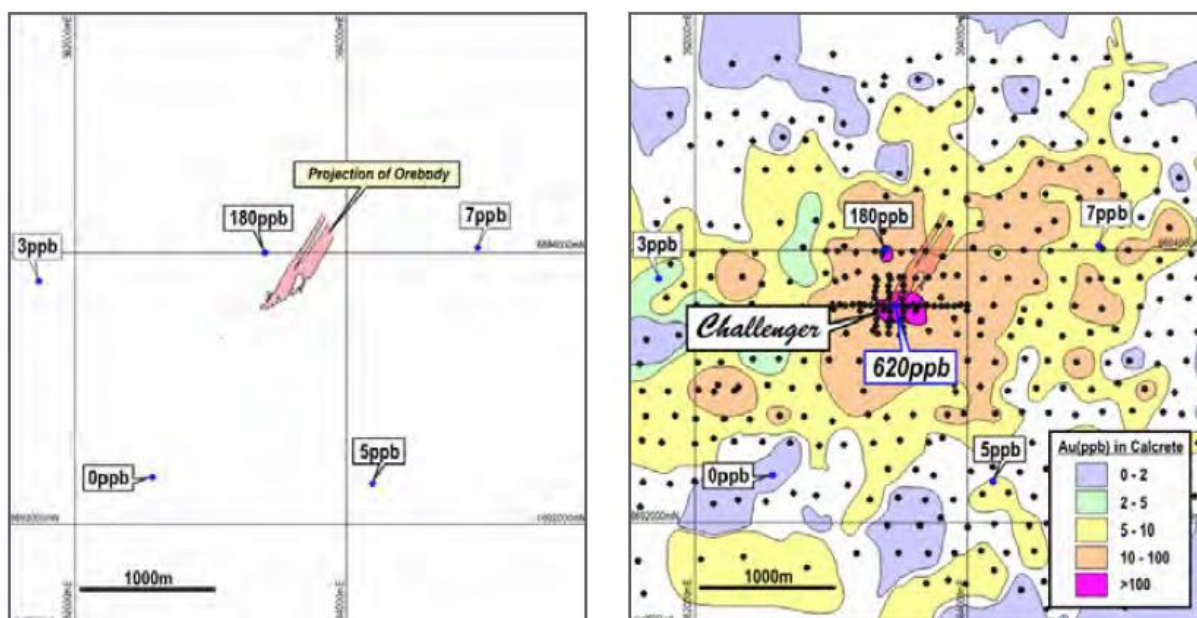 Projection of Orebody
180ppb
7ppb
3ppb
0ppb
5ppb
1000m
180ppb
7ppb
3ppb
Challenger
620ppb
0ppb
5ppb
1000m
Au(ppb) in Calcrete
0 - 2
2 - 5
5 - 10
10 - 100
>100